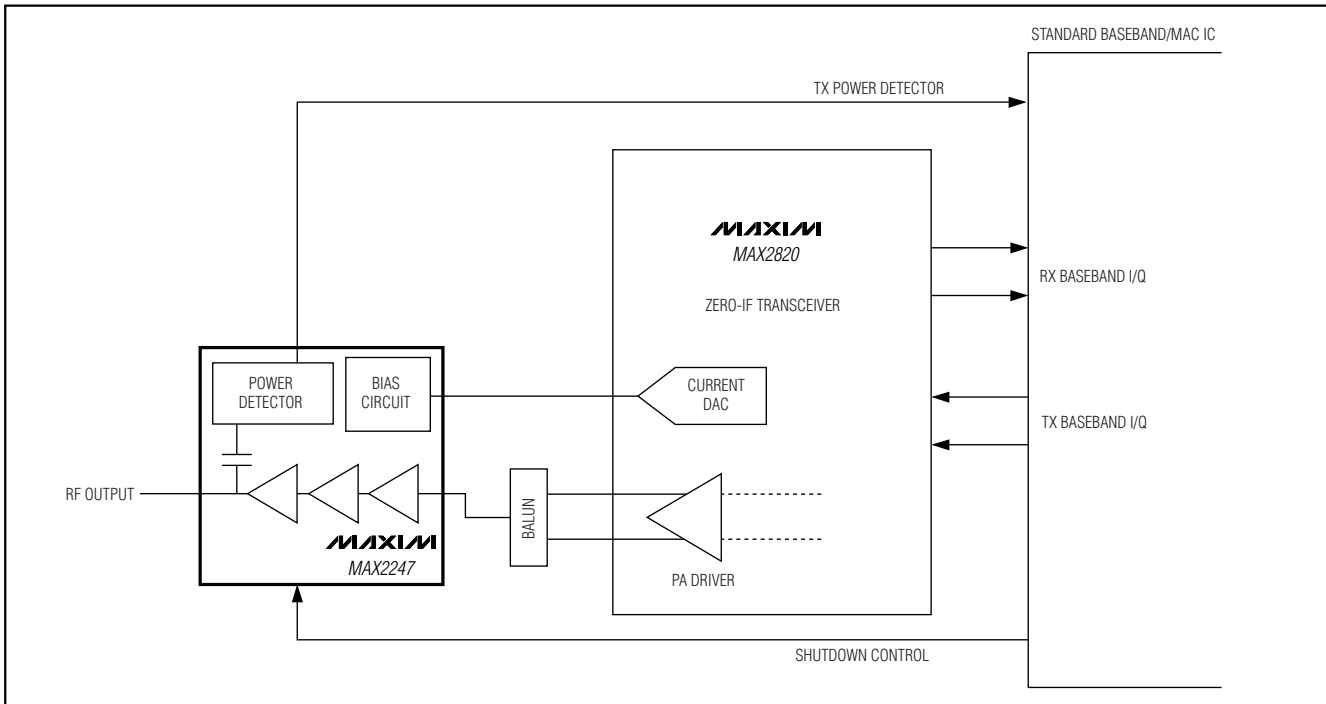 STANDARD BASEBAND/MAC IC
TX POWER DETECTOR
MAXIM
MAX2820
ZERO-IF TRANSCEIVER
RX BASEBAND I/Q
POWER
DETECTOR
BIAS
CIRCUIT
CURRENT
DAC
TX BASEBAND I/Q
RF OUTPUT
BALUN
MAXIM
MAX2247
PA DRIVER
SHUTDOWN CONTROL